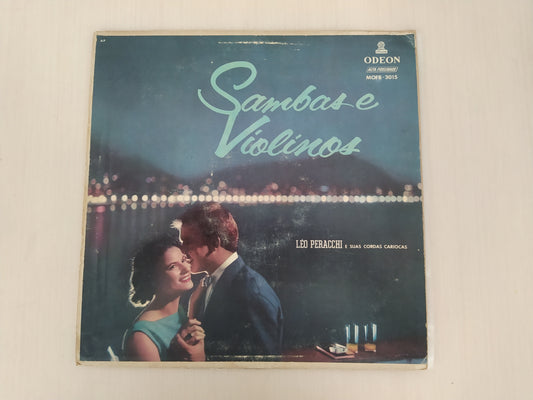 ODEON
ALTA FIDELIDADE
MOFB · 3015
Sambas e
Violinos
LÉO PERACCHI E SUAS CORDAS CARIOCAS